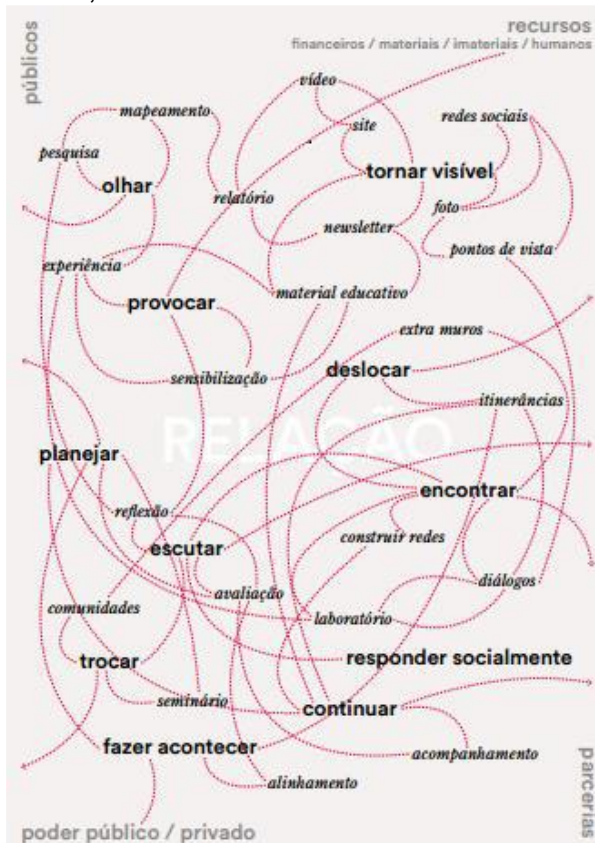 públicos
recursos
financeiros / materiais / imateriais / humanos
vídeo
mapeamento
site
redes sociais
pesquisa
tornar visível
olhar
relatório
foto
newsletter
pontos de vista
experiência
material educativo
provocar
extra muros
deslocar
sensibilização
itinerâncias
RELAÇÃO
planejar
encontrar
reflexão
construir redes
escutar
diálogos
avaliação
comunidades
laboratório
trocar
responder socialmente
seminário
continuar
fazer acontecer
acompanhamento
alinhamento
parcerias
poder público / privado